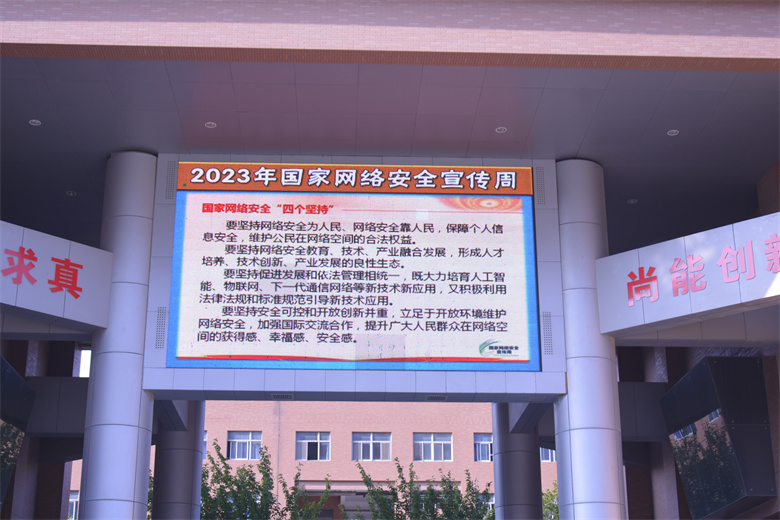 2023年国家网络安全宣传周
国家网络安全“四个坚持”
要坚持网络安全为人民、网络安全靠人民，保障个人信
息安全，维护公民在网络空间的合法权益。
要坚持网络安全教育、技术、产业融合发展，形成人才
培养、技术创新、产业发展的良性生态。
要坚持促进发展和依法管理相统一，既大力培育人工智
能、物联网、下一代通信网络等新技术新应用，又积极利用
法律法规和标准规范引导新技术应用。
要坚持安全可控和开放创新并重，立足于开放环境维护
网络安全，加强国际交流合作，提升广大人民群众在网络空
间的获得感、幸福感、安全感。
国家网络安全
宣传周
求真
尚能创新